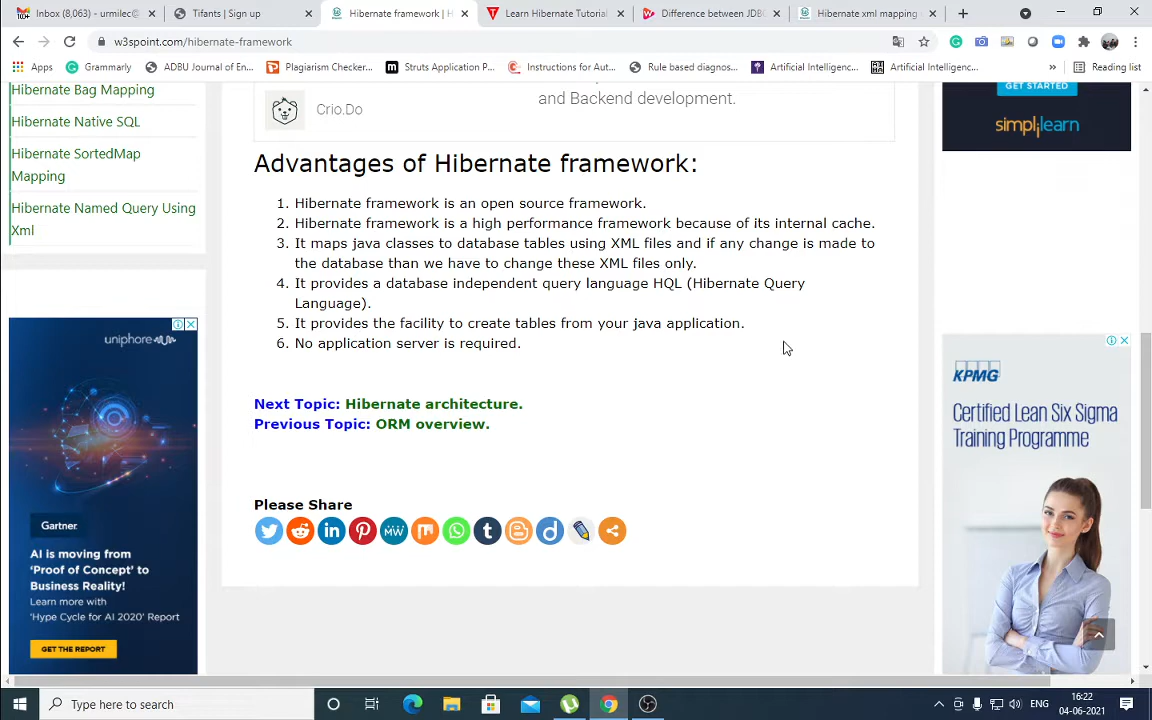 Inbox (8,063) - urmilec@
Tifants | Sign up
Hibernate framework | H
Learn Hibernate Tutorial
Difference between JDBC
Hibernate xml mapping
w3spoint.com/hibernate-framework
Apps
Grammarly
ADBU Journal of En...
Plagiarism Checker...
Struts Application P...
Instructions for Aut...
Rule based diagnos...
Artificial Intelligenc...
Artificial Intelligenc...
Reading list
Hibernate Bag Mapping
Hibernate Native SQL
Hibernate SortedMap
Mapping
Hibernate Named Query Using
Xml
uniphore
Gartner
AI is moving from
‘Proof of Concept’ to
Business Reality!
Learn more with
‘Hype Cycle for AI 2020’ Report
GET THE REPORT
and Backend development.
Crio.Do
Advantages of Hibernate framework:
1. Hibernate framework is an open source framework.
2. Hibernate framework is a high performance framework because of its internal cache.
3. It maps java classes to database tables using XML files and if any change is made to
the database than we have to change these XML files only.
4. It provides a database independent query language HQL (Hibernate Query
Language).
5. It provides the facility to create tables from your java application.
6. No application server is required.
Next Topic: Hibernate architecture.
Previous Topic: ORM overview.
Please Share
GET STARTED
simplilearn
KPMG
Certified Lean Six Sigma
Training Programme
Type here to search
ENG
16:22
04-06-2021